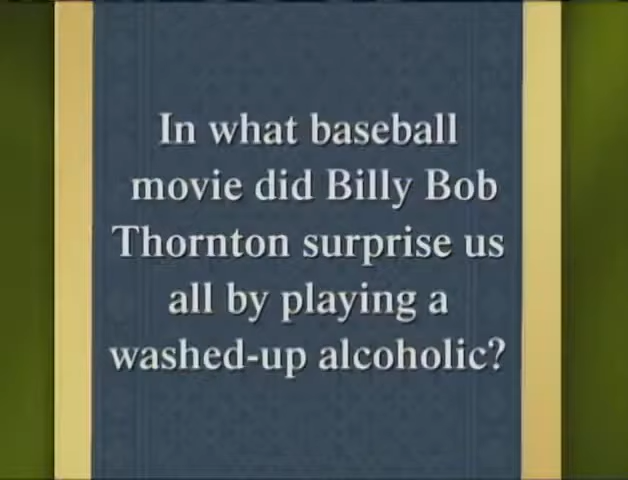 In what baseball
movie did Billy Bob
Thornton surprise us
all by playing a
washed-up alcoholic?